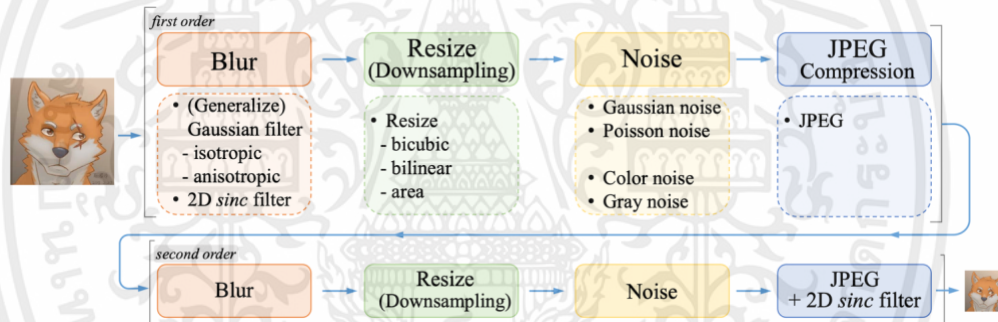 first order
Blur
Resize
(Downsampling)
Noise
JPEG
Compression
• (Generalize)
Gaussian filter
- isotropic
- anisotropic
• 2D sinc filter
• Resize
- bicubic
- bilinear
- area
• Gaussian noise
• Poisson noise
• Color noise
• Gray noise
• JPEG
second order
Blur
Resize
(Downsampling)
Noise
JPEG
+ 2D sinc filter